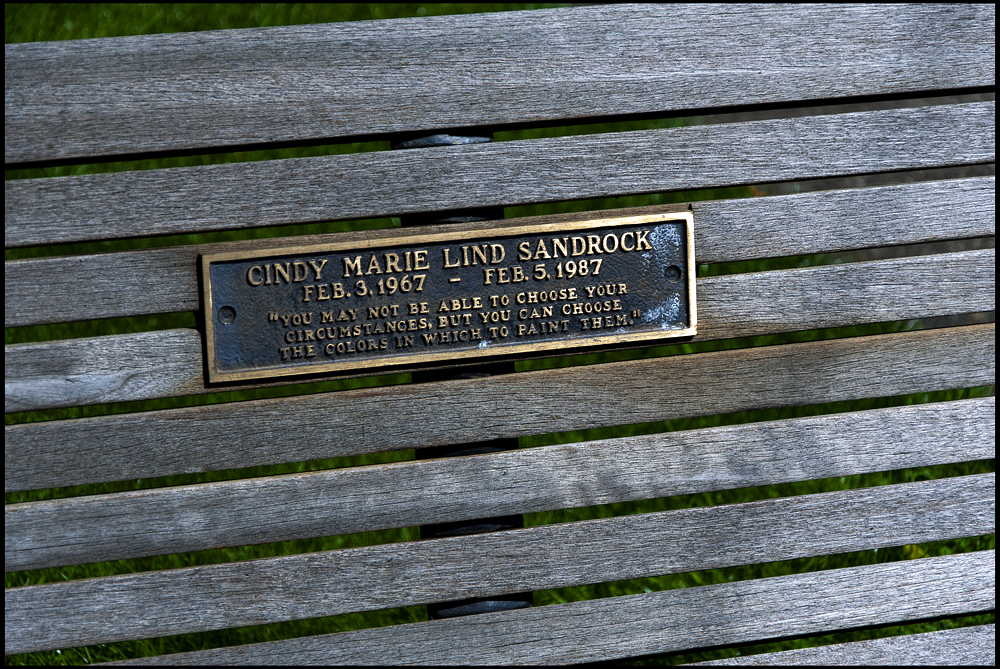 CINDY MARIE LIND SANDROCK
FEB. 3, 1967 - FEB. 5, 1987
"YOU MAY NOT BE ABLE TO CHOOSE YOUR
CIRCUMSTANCES, BUT YOU CAN CHOOSE
THE COLORS IN WHICH TO PAINT THEM."